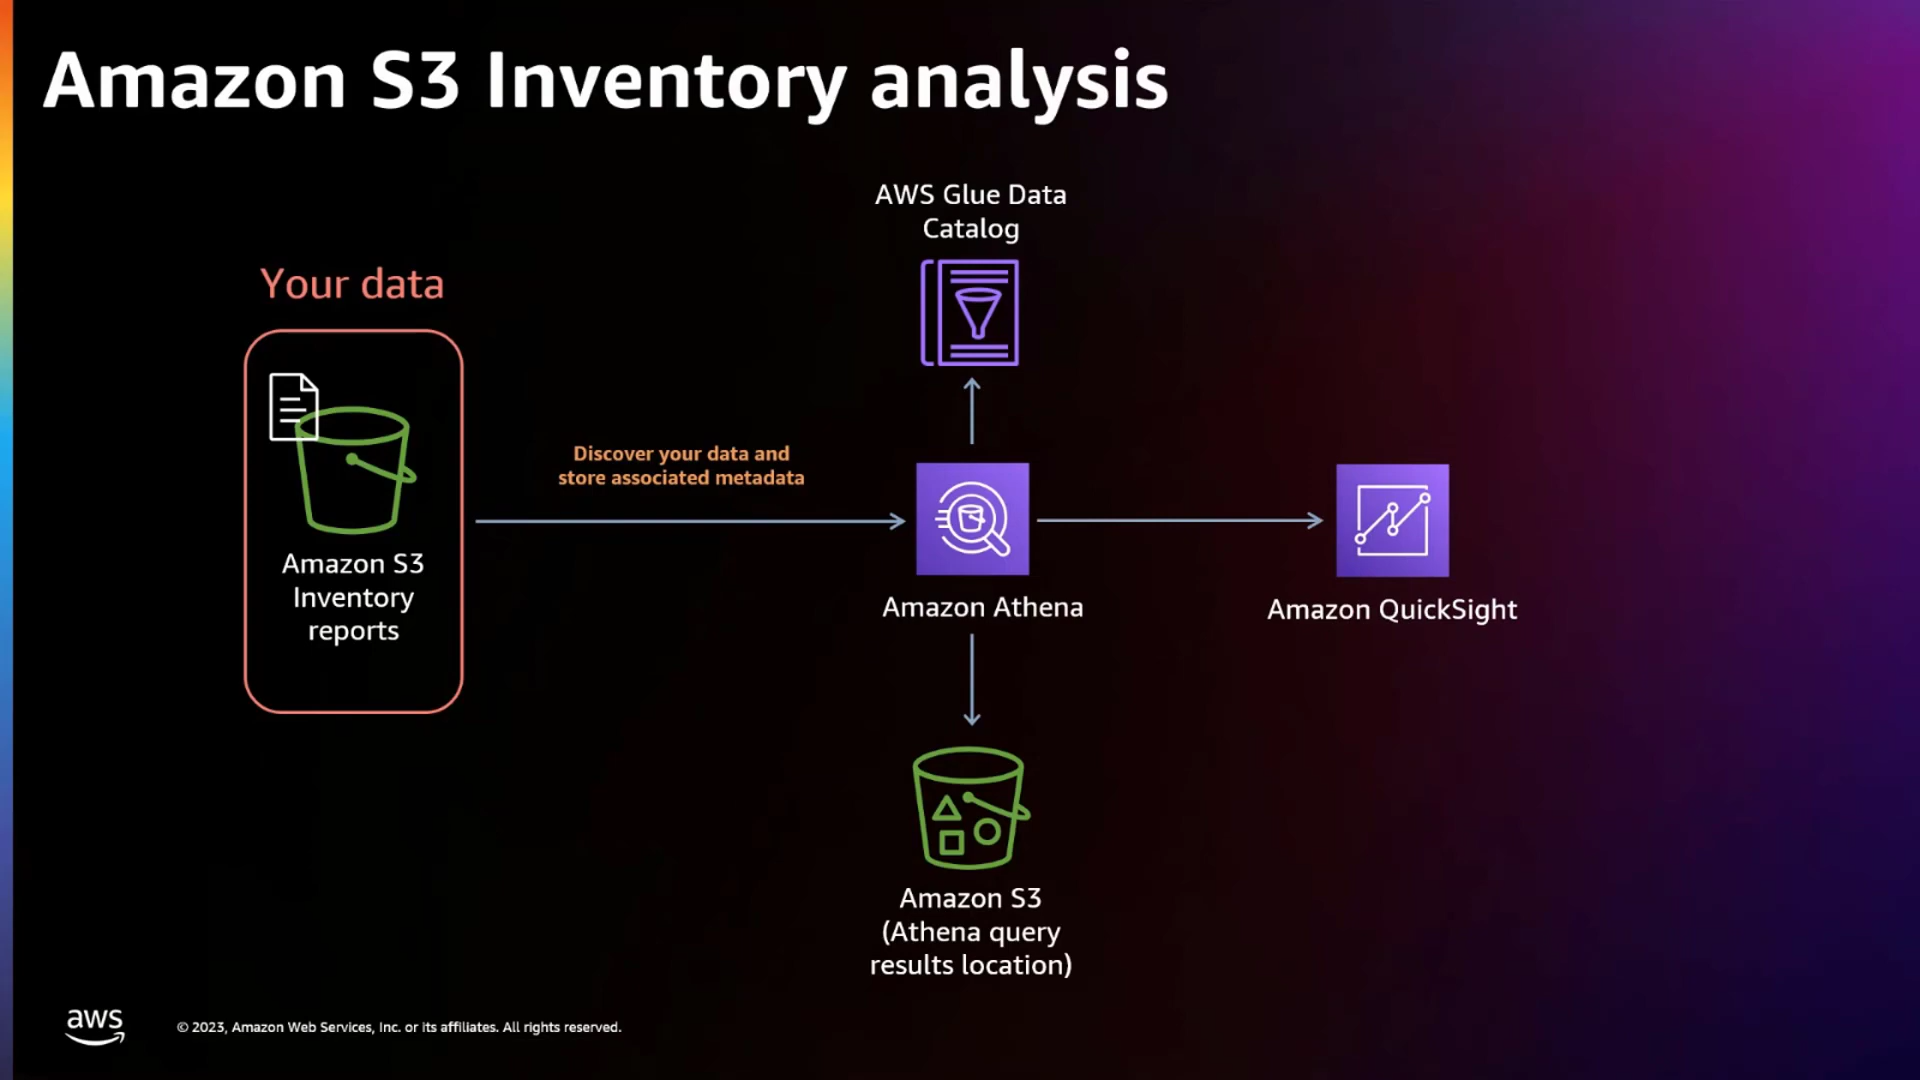 Amazon S3 Inventory analysis
AWS Glue Data
Catalog
Your data
Discover your data and
store associated metadata
Amazon S3
Inventory
reports
Amazon Athena
Amazon QuickSight
Amazon S3
(Athena query
results location)
aws
© 2023, Amazon Web Services, Inc. or its affiliates. All rights reserved.